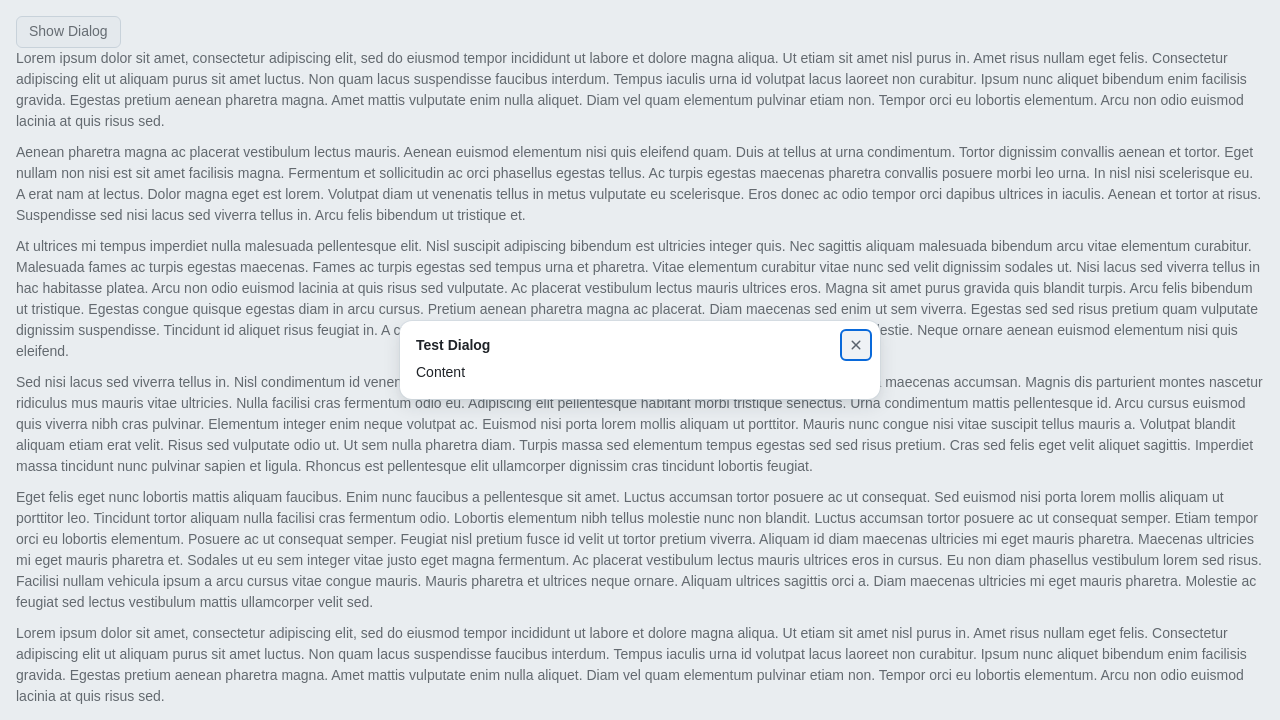 Show Dialog
Lorem ipsum dolor sit amet, consectetur adipiscing elit, sed do eiusmod tempor incididunt ut labore et dolore magna aliqua. Ut etiam sit amet nisl purus in. Amet risus nullam eget felis. Consectetur
adipiscing elit ut aliquam purus sit amet luctus. Non quam lacus suspendisse faucibus interdum. Tempus iaculis urna id volutpat lacus laoreet non curabitur. Ipsum nunc aliquet bibendum enim facilisis
gravida. Egestas pretium aenean pharetra magna. Amet mattis vulputate enim nulla aliquet. Diam vel quam elementum pulvinar etiam non. Tempor orci eu lobortis elementum. Arcu non odio euismod
lacinia at quis risus sed.
Aenean pharetra magna ac placerat vestibulum lectus mauris. Aenean euismod elementum nisi quis eleifend quam. Duis at tellus at urna condimentum. Tortor dignissim convallis aenean et tortor. Eget
nullam non nisi est sit amet facilisis magna. Fermentum et sollicitudin ac orci phasellus egestas tellus. Ac turpis egestas maecenas pharetra convallis posuere morbi leo urna. In nisl nisi scelerisque eu.
A erat nam at lectus. Dolor magna eget est lorem. Volutpat diam ut venenatis tellus in metus vulputate eu scelerisque. Eros donec ac odio tempor orci dapibus ultrices in iaculis. Aenean et tortor at risus.
Suspendisse sed nisi lacus sed viverra tellus in. Arcu felis bibendum ut tristique et.
At ultrices mi tempus imperdiet nulla malesuada pellentesque elit. Nisl suscipit adipiscing bibendum est ultricies integer quis. Nec sagittis aliquam malesuada bibendum arcu vitae elementum curabitur.
Malesuada fames ac turpis egestas maecenas. Fames ac turpis egestas sed tempus urna et pharetra. Vitae elementum curabitur vitae nunc sed velit dignissim sodales ut. Nisi lacus sed viverra tellus in
hac habitasse platea. Arcu non odio euismod lacinia at quis risus sed vulputate. Ac placerat vestibulum lectus mauris ultrices eros. Magna sit amet purus gravida quis blandit turpis. Arcu felis bibendum
ut tristique. Egestas congue quisque egestas diam in arcu cursus. Pretium aenean pharetra magna ac placerat. Diam maecenas sed enim ut sem viverra. Egestas sed sed risus pretium quam vulputate
dignissim suspendisse. Tincidunt id aliquet risus feugiat in. A Neque ornare aenean euismod elementum nisi quis
eleifend.
Test Dialog
Content
Sed nisi lacus sed viverra tellus in. Nisl condimentum id maecenas accumsan. Magnis dis parturient montes nascetur
ridiculus mus mauris vitae ultricies. Nulla facilisi cras fermentum odio eu. Adipiscing elit pellentesque habitant morbi tristique senectus. Urna condimentum mattis pellentesque id. Arcu cursus euismod
quis viverra nibh cras pulvinar. Elementum integer enim neque volutpat ac. Euismod nisi porta lorem mollis aliquam ut porttitor. Mauris nunc congue nisi vitae suscipit tellus mauris a. Volutpat blandit
aliquam etiam erat velit. Risus sed vulputate odio ut. Ut sem nulla pharetra diam. Turpis massa sed elementum tempus egestas sed sed risus pretium. Cras sed felis eget velit aliquet sagittis. Imperdiet
massa tincidunt nunc pulvinar sapien et ligula. Rhoncus est pellentesque elit ullamcorper dignissim cras tincidunt lobortis feugiat.
Eget felis eget nunc lobortis mattis aliquam faucibus. Enim nunc faucibus a pellentesque sit amet. Luctus accumsan tortor posuere ac ut consequat. Sed euismod nisi porta lorem mollis aliquam ut
porttitor leo. Tincidunt tortor aliquam nulla facilisi cras fermentum odio. Lobortis elementum nibh tellus molestie nunc non blandit. Luctus accumsan tortor posuere ac ut consequat semper. Etiam tempor
orci eu lobortis elementum. Posuere ac ut consequat semper. Feugiat nisl pretium fusce id velit ut tortor pretium viverra. Aliquam id diam maecenas ultricies mi eget mauris pharetra. Maecenas ultricies
mi eget mauris pharetra et. Sodales ut eu sem integer vitae justo eget magna fermentum. Ac placerat vestibulum lectus mauris ultrices eros in cursus. Eu non diam phasellus vestibulum lorem sed risus.
Facilisi nullam vehicula ipsum a arcu cursus vitae congue mauris. Mauris pharetra et ultrices neque ornare. Aliquam ultrices sagittis orci a. Diam maecenas ultricies mi eget mauris pharetra. Molestie ac
feugiat sed lectus vestibulum mattis ullamcorper velit sed.
Lorem ipsum dolor sit amet, consectetur adipiscing elit, sed do eiusmod tempor incididunt ut labore et dolore magna aliqua. Ut etiam sit amet nisl purus in. Amet risus nullam eget felis. Consectetur
adipiscing elit ut aliquam purus sit amet luctus. Non quam lacus suspendisse faucibus interdum. Tempus iaculis urna id volutpat lacus laoreet non curabitur. Ipsum nunc aliquet bibendum enim facilisis
gravida. Egestas pretium aenean pharetra magna. Amet mattis vulputate enim nulla aliquet. Diam vel quam elementum pulvinar etiam non. Tempor orci eu lobortis elementum. Arcu non odio euismod
lacinia at quis risus sed.